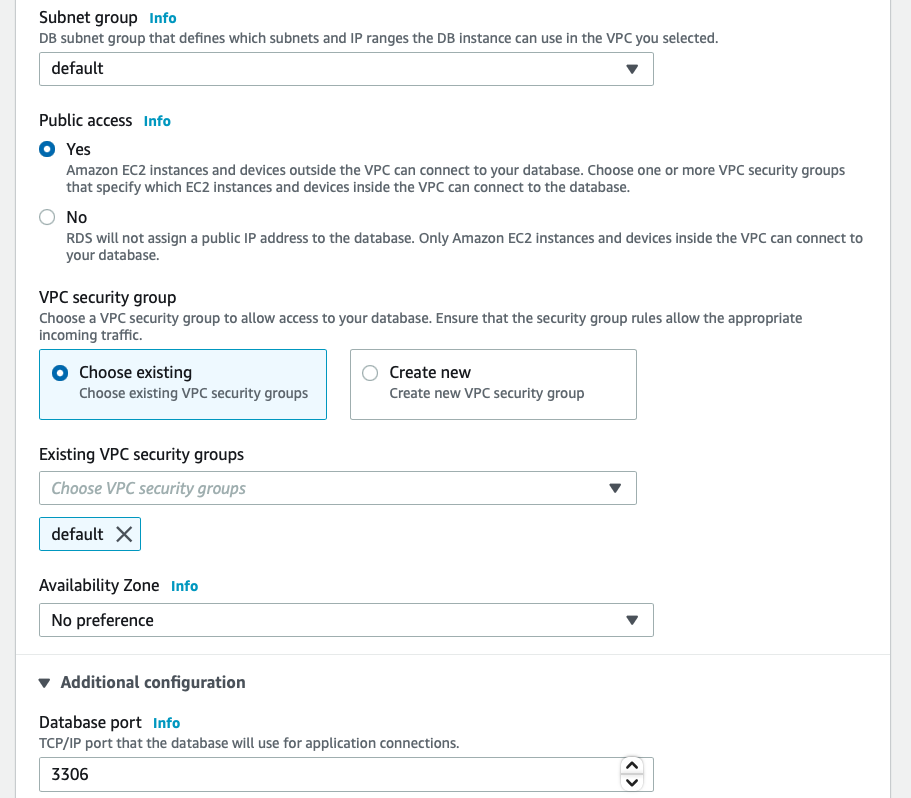 Subnet group Info
DB subnet group that defines which subnets and IP ranges the DB instance can use in the VPC you selected.
default
Public access Info
Yes
Amazon EC2 instances and devices outside the VPC can connect to your database. Choose one or more VPC security groups
that specify which EC2 instances and devices inside the VPC can connect to the database.
No
RDS will not assign a public IP address to the database. Only Amazon EC2 instances and devices inside the VPC can connect to
your database.
VPC security group
Choose a VPC security group to allow access to your database. Ensure that the security group rules allow the appropriate
incoming traffic.
Choose existing
Choose existing VPC security groups
Create new
Create new VPC security group
Existing VPC security groups
Choose VPC security groups
default
Availability Zone Info
No preference
Additional configuration
Database port Info
TCP/IP port that the database will use for application connections.
3306